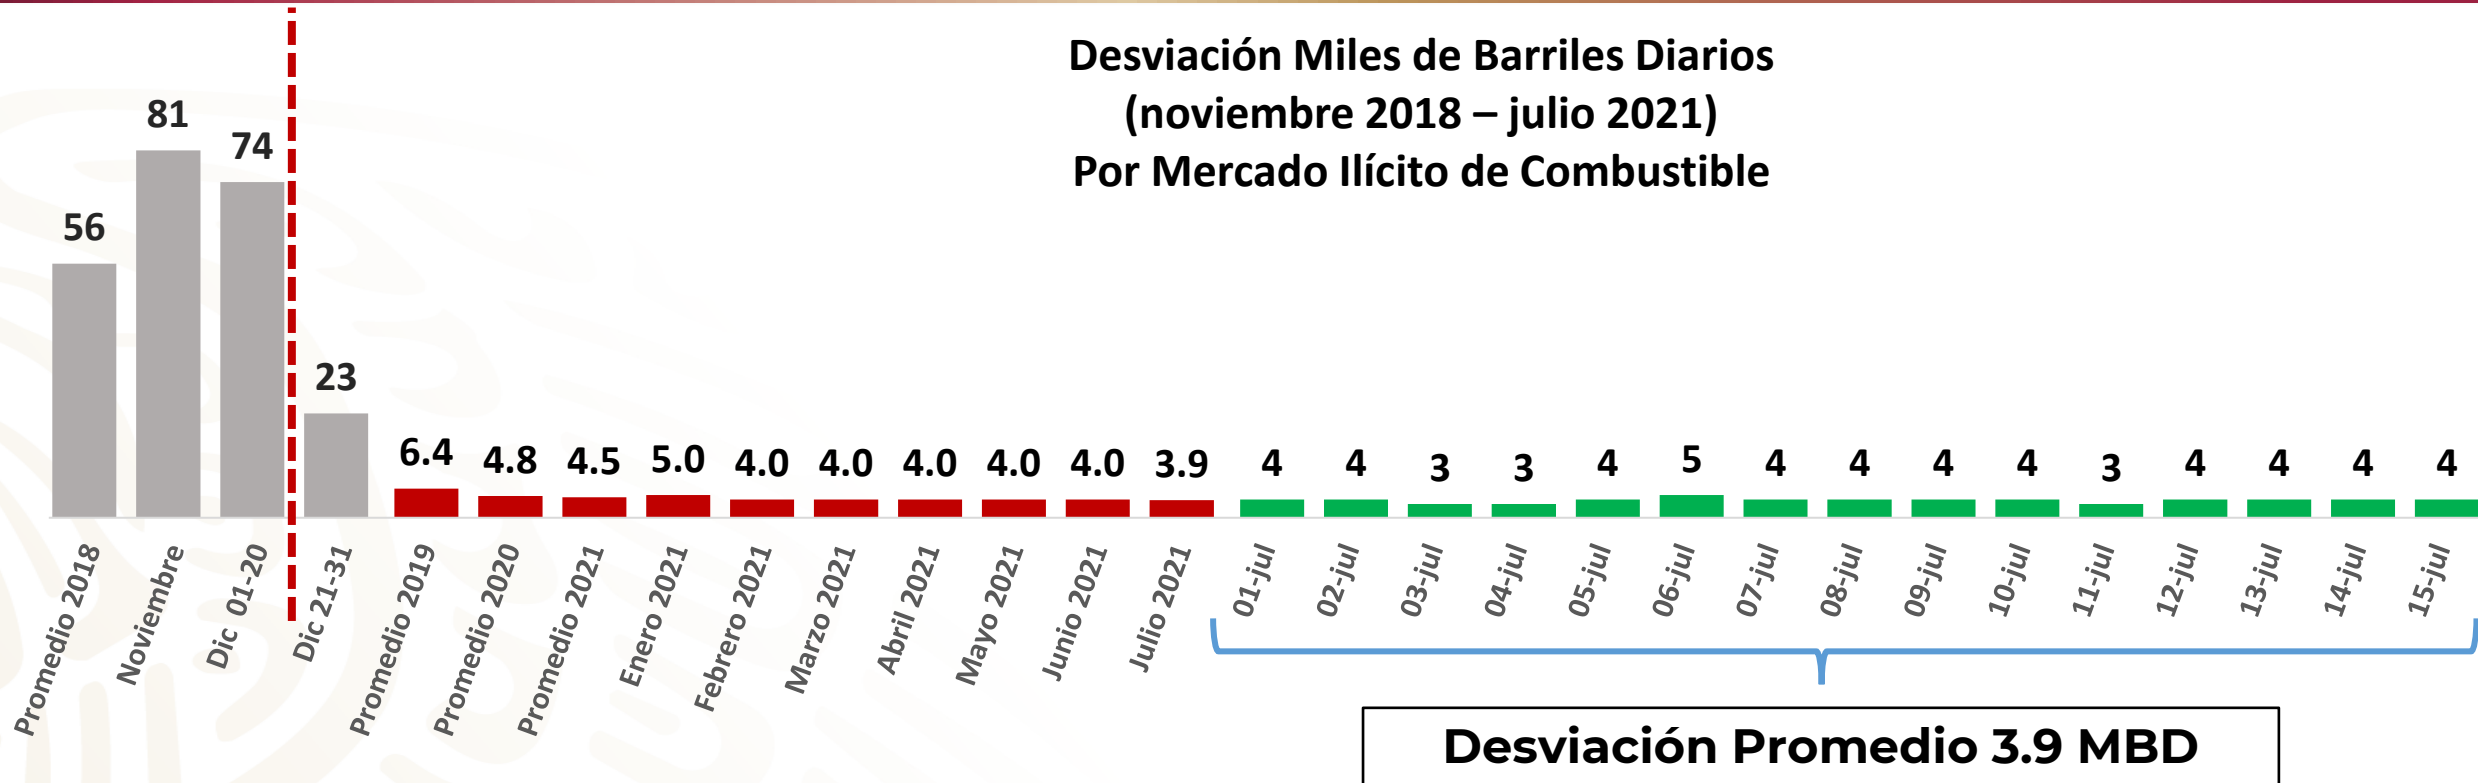 Desviación Miles de Barriles Diarios
(noviembre 2018 – julio 2021)
Por Mercado Ilícito de Combustible
56
81
74
23
6.4
4.8
4.5
5.0
4.0
4.0
4.0
4.0
4.0
3.9
4
4
3
3
4
5
4
4
4
4
3
4
4
4
4
Promedio 2018
Noviembre
Dic 01-20
Dic 21-31
Promedio 2019
Promedio 2020
Promedio 2021
Enero 2021
Febrero 2021
Marzo 2021
Abril 2021
Mayo 2021
Junio 2021
Julio 2021
01-jul
02-jul
03-jul
04-jul
05-jul
06-jul
07-jul
08-jul
09-jul
10-jul
11-jul
12-jul
13-jul
14-jul
15-jul
Desviación Promedio 3.9 MBD